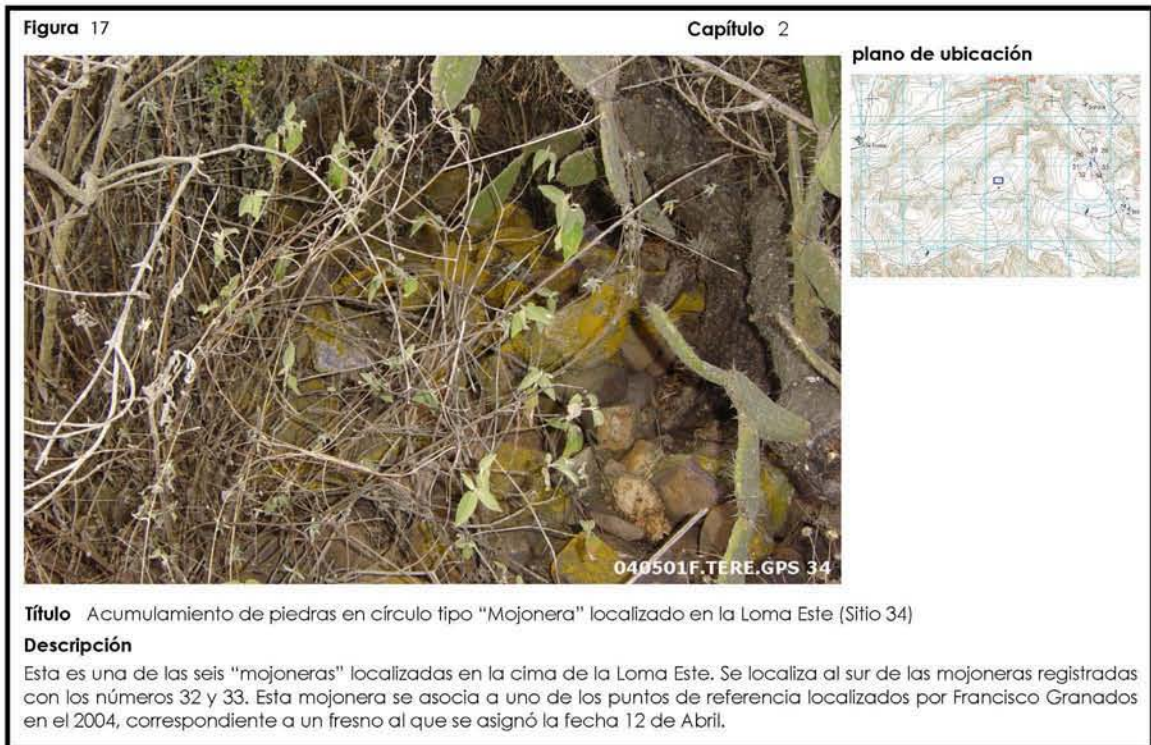 Figura 17
Capítulo 2
plano de ubicación
040501F.TERE.GPS 34
Título Acumulamiento de piedras en círculo tipo “Mojonera” localizado en la Loma Este (Sitio 34)
Descripción
Esta es una de las seis “mojoneras” localizadas en la cima de la Loma Este. Se localiza al sur de las mojoneras registradas
con los números 32 y 33. Esta mojonera se asocia a uno de los puntos de referencia localizados por Francisco Granados
en el 2004, correspondiente a un fresno al que se asignó la fecha 12 de Abril.